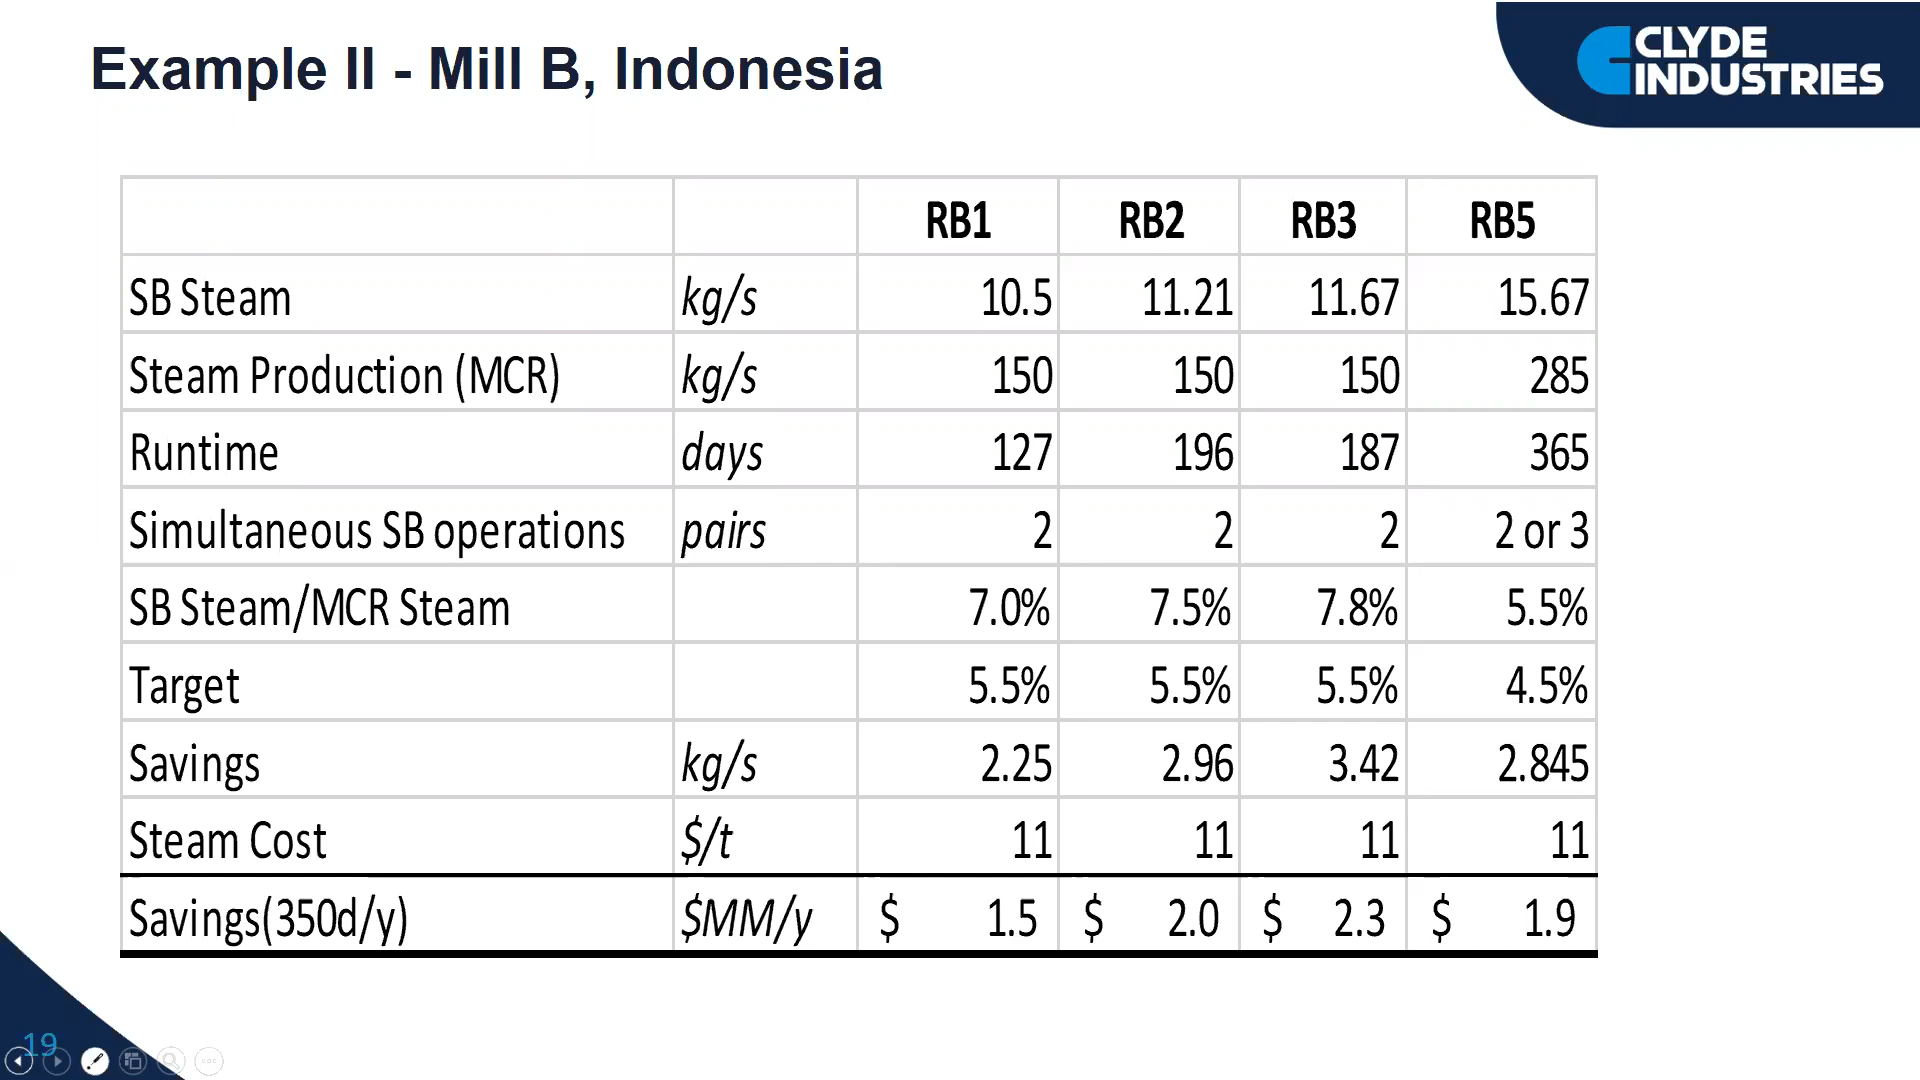 Example II - Mill B, Indonesia
CLYDE
INDUSTRIES
RB1 RB2 RB3 RB5
SB Steam kg/s 10.5 11.21 11.67 15.67
Steam Production (MCR) kg/s 150 150 150 285
Runtime days 127 196 187 365
Simultaneous SB operations pairs 2 2 2 2 or 3
SB Steam/MCR Steam 7.0% 7.5% 7.8% 5.5%
Target 5.5% 5.5% 5.5% 4.5%
Savings kg/s 2.25 2.96 3.42 2.845
Steam Cost $/t 11 11 11 11
Savings(350d/y) $MM/y $ 1.5 $ 2.0 $ 2.3 $ 1.9
19